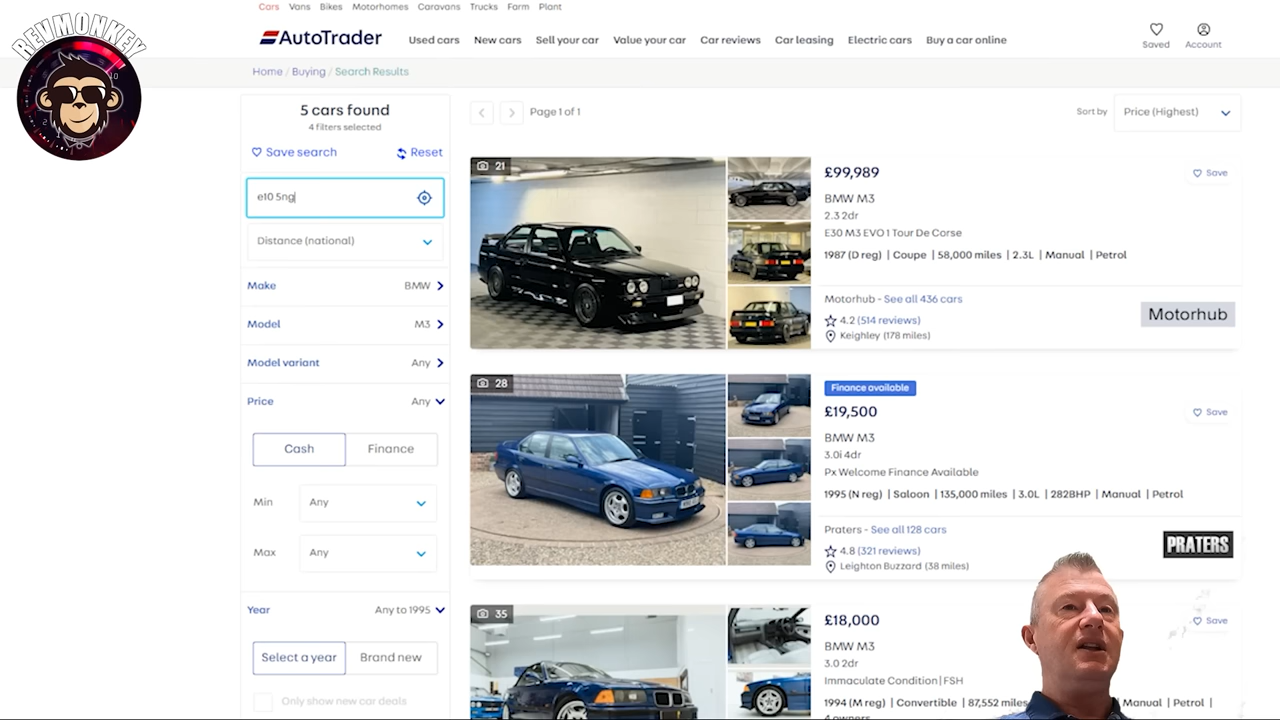 REVMONKEY
Cars Vans Bikes Motorhomes Caravans Trucks Farm Plant
AutoTrader
Used cars New cars Sell your car Value your car Car reviews Car leasing Electric cars Buy a car online
Saved Account
Home / Buying / Search Results
5 cars found
4 filters selected
Save search Reset
e10 5ng
Distance (national)
Make BMW
Model M3
Model variant Any
Price Any
Cash Finance
Min Any
Max Any
Year Any to 1995
Select a year Brand new
Only show new car deals
Page 1 of 1
Sort by Price (Highest)
21
£99,989
Save
BMW M3
2.3 2dr
E30 M3 EVO 1 Tour De Corse
1987 (D reg) | Coupe | 58,000 miles | 2.3L | Manual | Petrol
Motorhub - See all 436 cars
4.2 (514 reviews)
Keighley (178 miles)
Motorhub
28
Finance available
£19,500
Save
BMW M3
3.0i 4dr
Px Welcome Finance Available
1995 (N reg) | Saloon | 135,000 miles | 3.0L | 282BHP | Manual | Petrol
Praters - See all 128 cars
4.8 (321 reviews)
Leighton Buzzard (38 miles)
PRATERS
35
£18,000
Save
BMW M3
3.0 2dr
Immaculate Condition | FSH
1994 (M reg) | Convertible | 87,552 miles Manual | Petrol |
4 owners